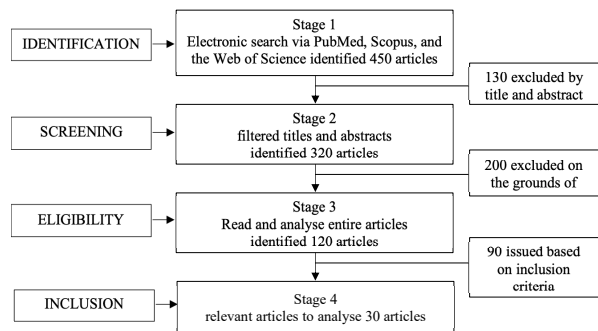 Stage 1
IDENTIFICATION
Electronic search via PubMed, Scopus, and
the Web of Science identified 450 articles
130 excluded by
title and abstract
Stage 2
SCREENING
filtered titles and abstracts
identified 320 articles
200 excluded on
the grounds of
Stage 3
ELIGIBILITY
Read and analyse entire articles
identified 120 articles
90 issued based
on inclusion
criteria
Stage 4
INCLUSION
relevant articles to analyse 30 articles